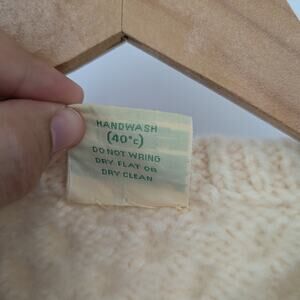 HANDWASH
(40°c)
DO NOT WRING
DRY FLAT OR
DRY CLEAN